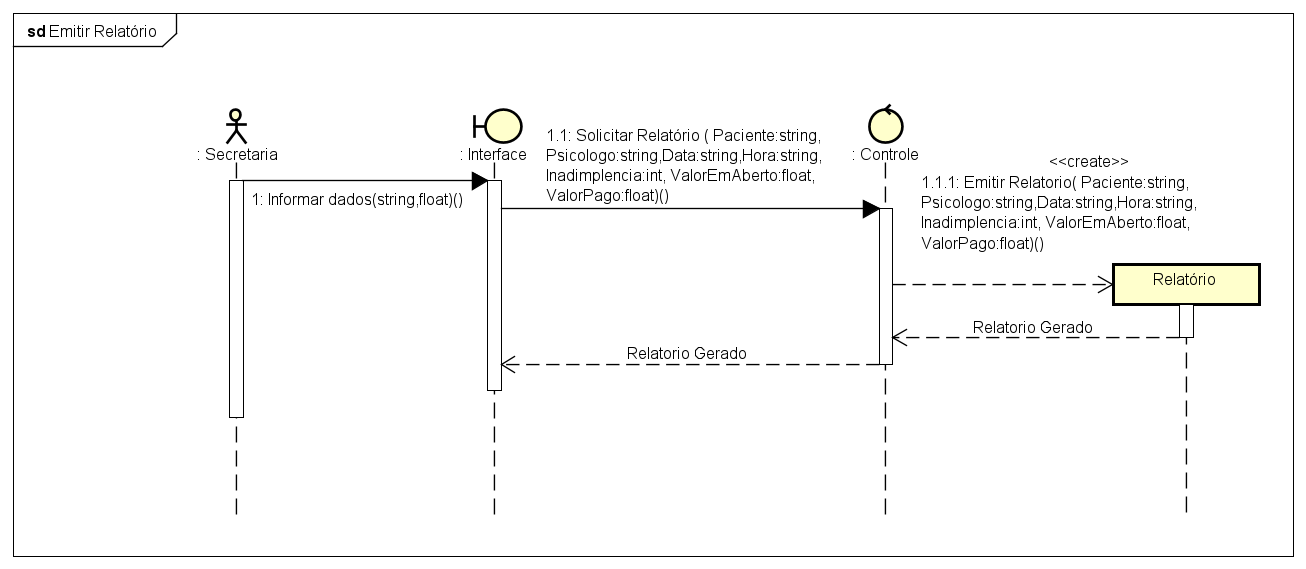 sd Emitir Relatório
: Secretaria
: Interface
1.1: Solicitar Relatório ( Paciente:string,
Psicologo:string,Data:string,Hora:string,
Inadimplencia:int, ValorEmAberto:float,
ValorPago:float)()
: Controle
<<create>>
1.1.1: Emitir Relatorio( Paciente:string,
Psicologo:string,Data:string,Hora:string,
Inadimplencia:int, ValorEmAberto:float,
ValorPago:float)()
1: Informar dados(string,float)()
Relatório
Relatorio Gerado
Relatorio Gerado